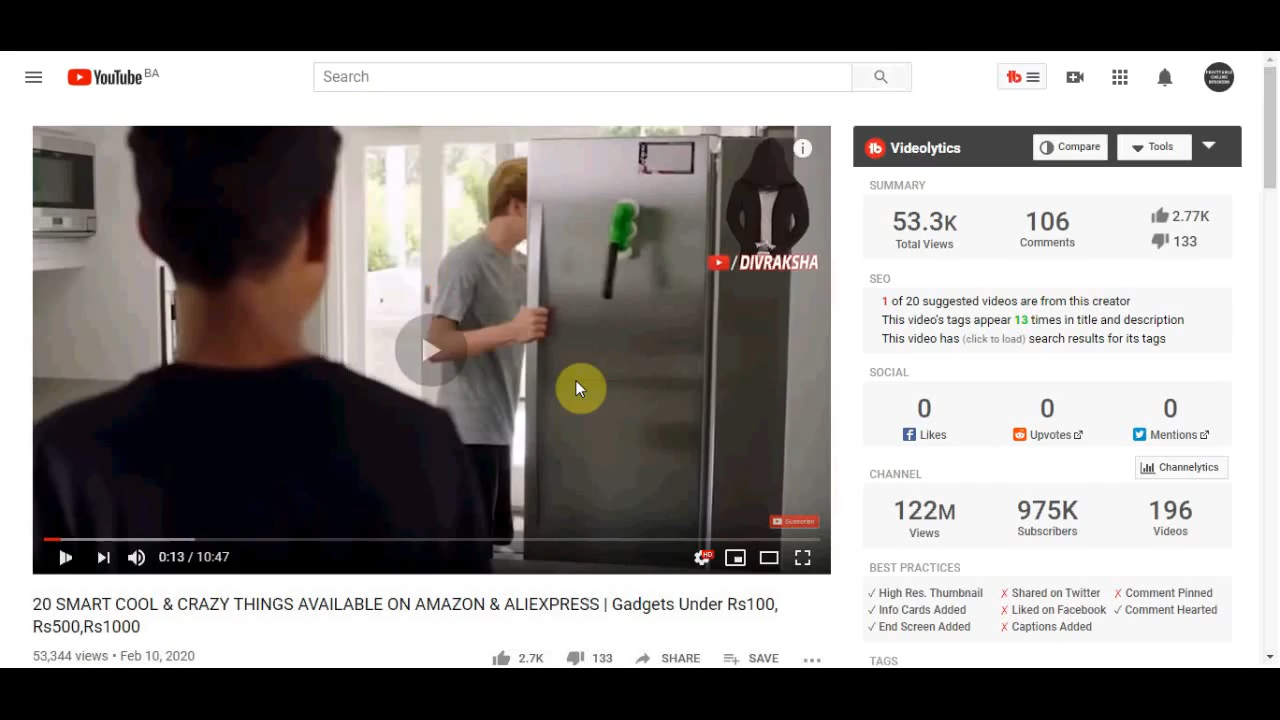 YouTube BA
Search
Videolytics
Compare
Tools
/ DIVRAKSHA
SUMMARY
53.3K
Total Views
106
Comments
2.77K
133
SEO
1 of 20 suggested videos are from this creator
This video's tags appear 13 times in title and description
This video has (click to load) search results for its tags
SOCIAL
0
Likes
0
Upvotes
0
Mentions
CHANNEL
Channelytics
122M
Views
975K
Subscribers
196
Videos
BEST PRACTICES
✓ High Res. Thumbnail
✗ Shared on Twitter
✗ Comment Pinned
✓ Info Cards Added
✗ Liked on Facebook
✓ Comment Hearted
✓ End Screen Added
✗ Captions Added
TAGS
Subscribe
0:13 / 10:47
HD
20 SMART COOL & CRAZY THINGS AVAILABLE ON AMAZON & ALIEXPRESS | Gadgets Under Rs100,
Rs500,Rs1000
53,344 views • Feb 10, 2020
2.7K
133
SHARE
SAVE